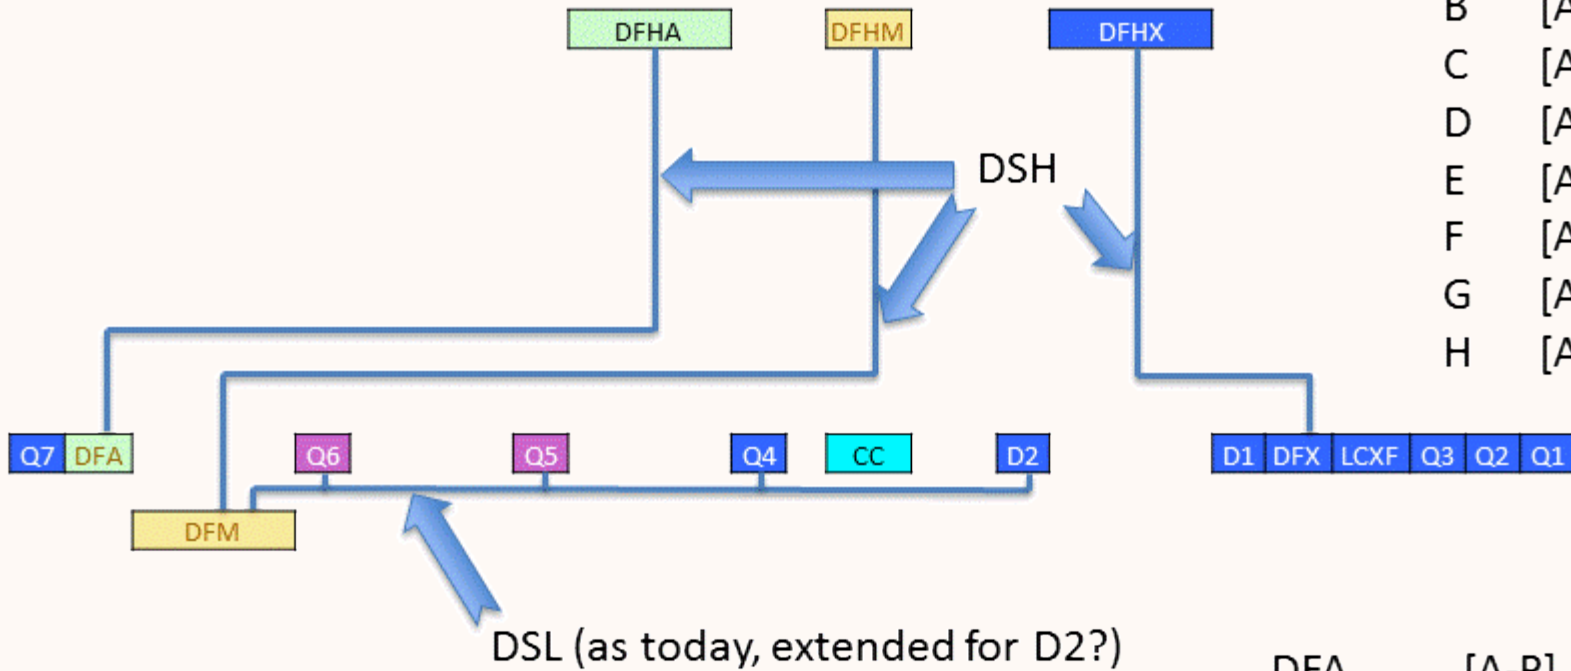 B [A
DFHA DFHM DFHX
C [A
D [A
DSH
E [A
F [A
G [A
H [A
Q7 DFA Q6 Q5 Q4 CC D2 D1 DFX LCXF Q3 Q2 Q1
DFM
DSL (as today, extended for D2?)
DFA [A-B]